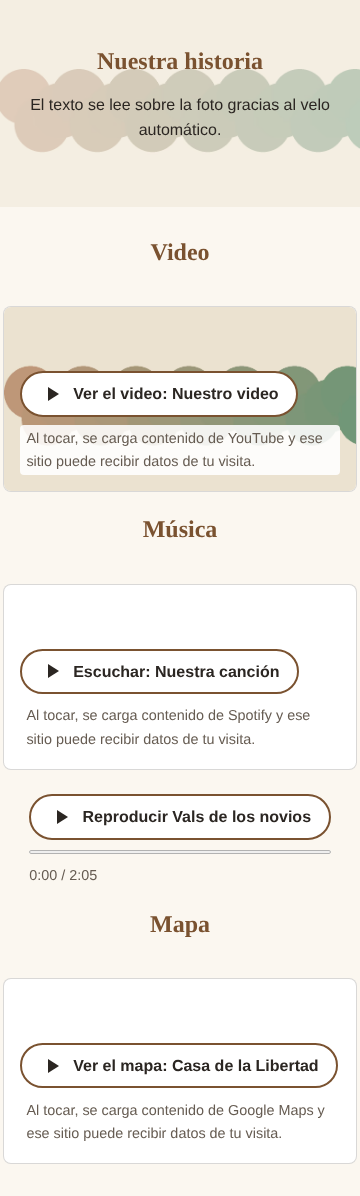 Nuestra historia
El texto se lee sobre la foto gracias al velo
automático.
Video
Ver el video: Nuestro video
Al tocar, se carga contenido de YouTube y ese
sitio puede recibir datos de tu visita.
Música
Escuchar: Nuestra canción
Al tocar, se carga contenido de Spotify y ese
sitio puede recibir datos de tu visita.
Reproducir Vals de los novios
0:00 / 2:05
Mapa
Ver el mapa: Casa de la Libertad
Al tocar, se carga contenido de Google Maps y
ese sitio puede recibir datos de tu visita.